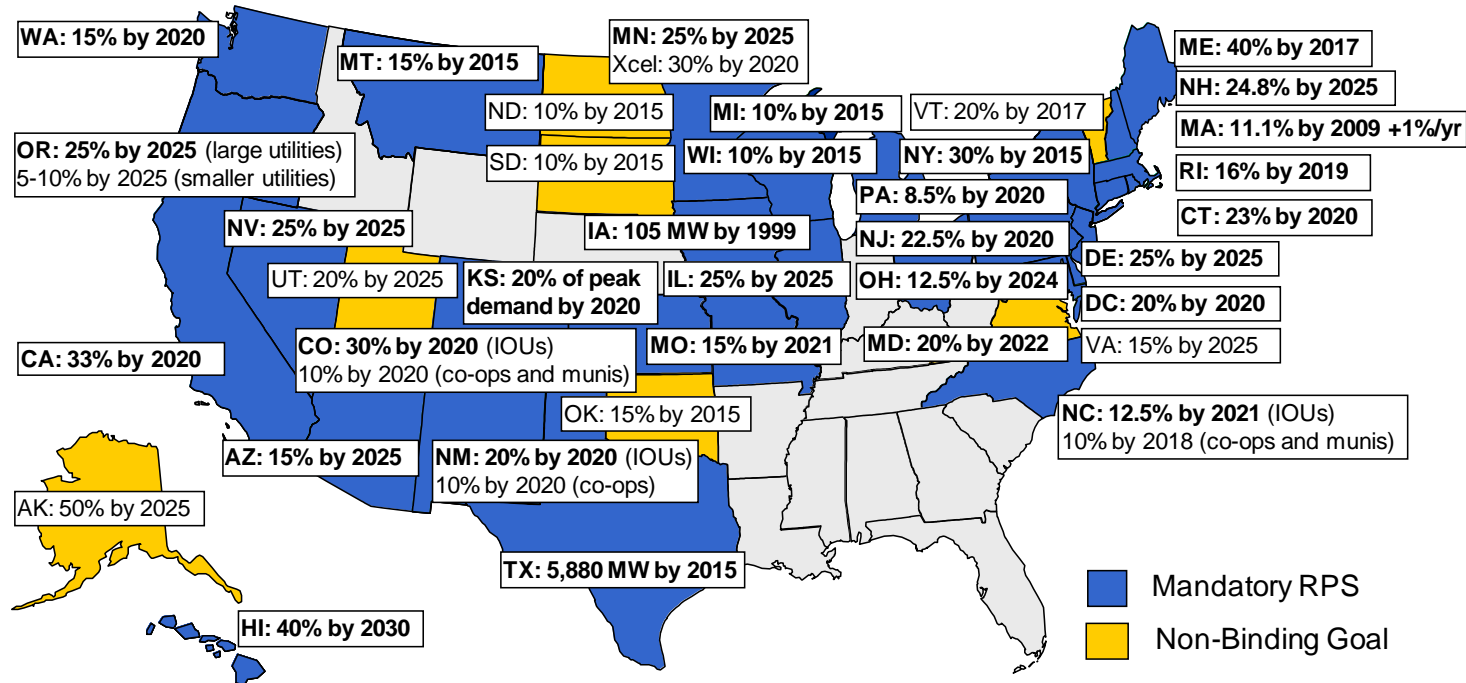 WA: 15% by 2020
MT: 15% by 2015
MN: 25% by 2025
Xcel: 30% by 2020
ME: 40% by 2017
NH: 24.8% by 2025
ND: 10% by 2015
MI: 10% by 2015
VT: 20% by 2017
MA: 11.1% by 2009 +1%/yr
OR: 25% by 2025 (large utilities)
5-10% by 2025 (smaller utilities)
SD: 10% by 2015
WI: 10% by 2015
NY: 30% by 2015
RI: 16% by 2019
PA: 8.5% by 2020
CT: 23% by 2020
NV: 25% by 2025
IA: 105 MW by 1999
NJ: 22.5% by 2020
DE: 25% by 2025
UT: 20% by 2025
KS: 20% of peak
demand by 2020
IL: 25% by 2025
OH: 12.5% by 2024
DC: 20% by 2020
CA: 33% by 2020
CO: 30% by 2020 (IOUs)
10% by 2020 (co-ops and munis)
MO: 15% by 2021
MD: 20% by 2022
VA: 15% by 2025
OK: 15% by 2015
NC: 12.5% by 2021 (IOUs)
10% by 2018 (co-ops and munis)
AZ: 15% by 2025
NM: 20% by 2020 (IOUs)
10% by 2020 (co-ops)
AK: 50% by 2025
TX: 5,880 MW by 2015
HI: 40% by 2030
Mandatory RPS
Non-Binding Goal